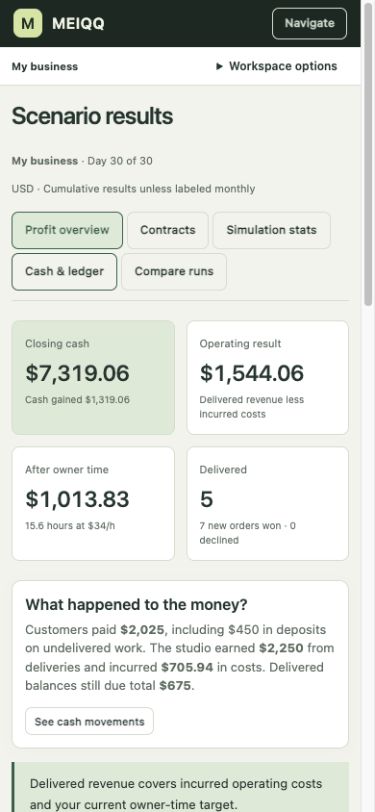 M MEIQQ Navigate
My business ▶ Workspace options
Scenario results
My business · Day 30 of 30
USD · Cumulative results unless labeled monthly
Profit overview Contracts Simulation stats
Cash & ledger Compare runs
Closing cash
$7,319.06
Cash gained $1,319.06
Operating result
$1,544.06
Delivered revenue less
incurred costs
After owner time
$1,013.83
15.6 hours at $34/h
Delivered
5
7 new orders won · 0
declined
What happened to the money?
Customers paid $2,025, including $450 in deposits
on undelivered work. The studio earned $2,250 from
deliveries and incurred $705.94 in costs. Delivered
balances still due total $675.
See cash movements
Delivered revenue covers incurred operating costs
and your current owner-time target.